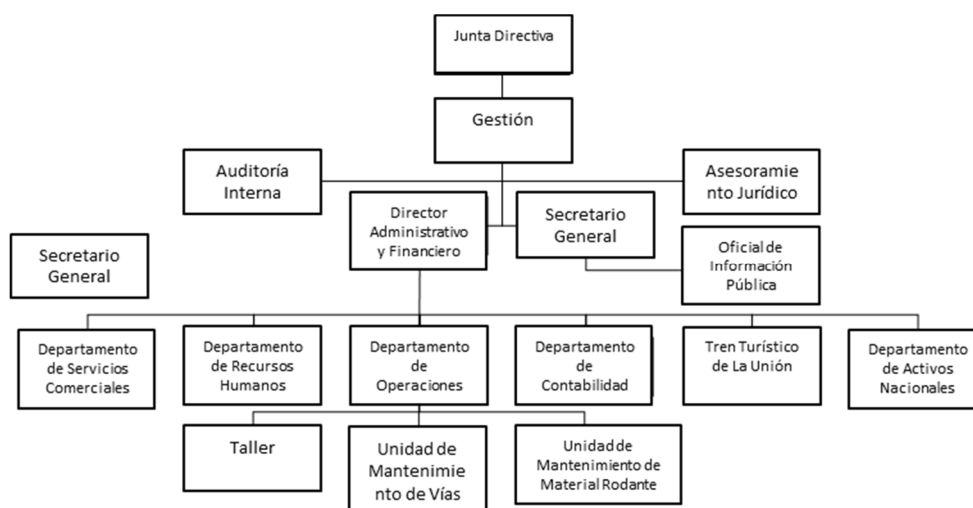 Junta Directiva
Gestión
Auditoría
Interna
Asesoramie
nto Jurídico
Director
Administrativo
y Financiero
Secretario
General
Secretario
General
Oficial de
Información
Pública
Departamento
de Servicios
Comerciales
Departamento
de Recursos
Humanos
Departamento
de
Operaciones
Departamento
de
Contabilidad
Tren Turístico
de La Unión
Departamento
de Activos
Nacionales
Taller
Unidad de
Mantenimie
nto de Vías
Unidad de
Mantenimiento de
Material Rodante